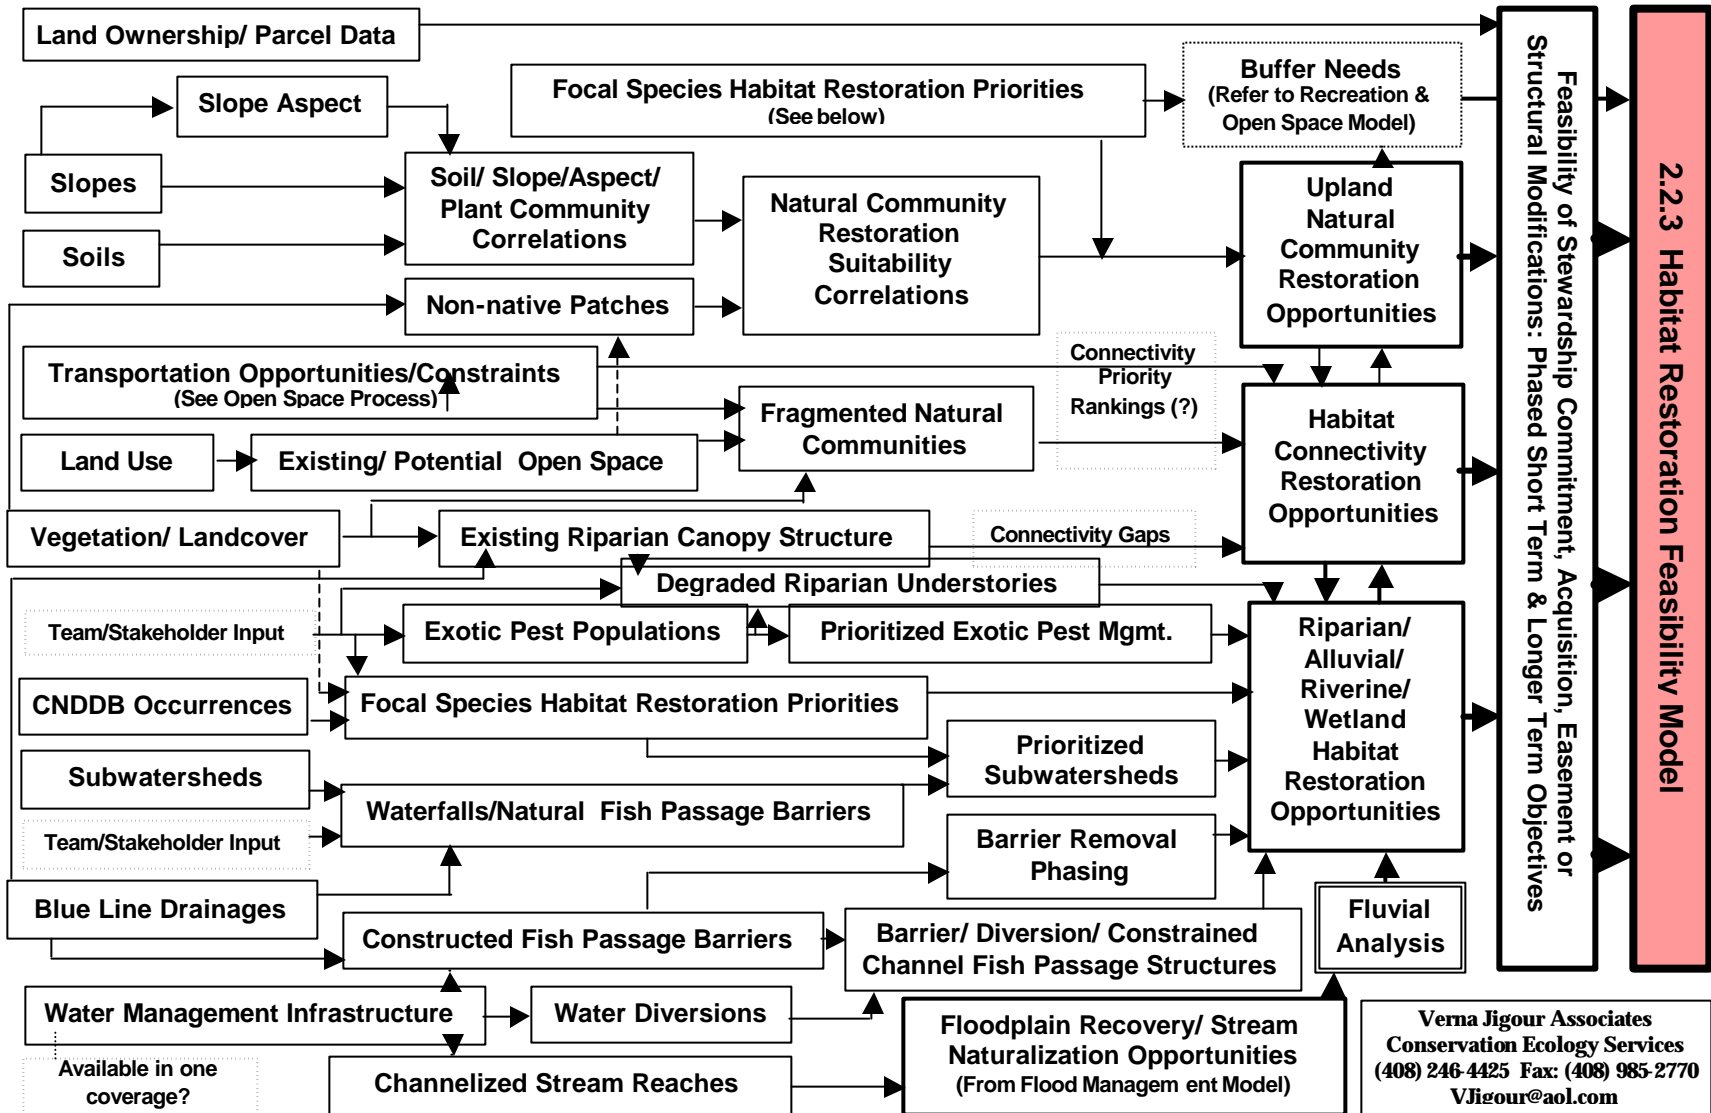 Land Ownership/ Parcel Data
Slope Aspect
Focal Species Habitat Restoration Priorities
(See below)
Buffer Needs
(Refer to Recreation &
Open Space Model)
Slopes
Soils
Soil/ Slope/Aspect/
Plant Community
Correlations
Natural Community
Restoration
Suitability
Correlations
Upland
Natural
Community
Restoration
Opportunities
Non-native Patches
Transportation Opportunities/Constraints
(See Open Space Process)
Connectivity
Priority
Rankings (?)
Fragmented Natural
Communities
Habitat
Connectivity
Restoration
Opportunities
Land Use
Existing/ Potential Open Space
Vegetation/ Landcover
Existing Riparian Canopy Structure
Connectivity Gaps
Degraded Riparian Understories
Team/Stakeholder Input
Exotic Pest Populations
Prioritized Exotic Pest Mgmt.
Riparian/
Alluvial/
Riverine/
Wetland
Habitat
Restoration
Opportunities
CNDDB Occurrences
Focal Species Habitat Restoration Priorities
Subwatersheds
Prioritized
Subwatersheds
Waterfalls/Natural Fish Passage Barriers
Team/Stakeholder Input
Barrier Removal
Phasing
Blue Line Drainages
Constructed Fish Passage Barriers
Barrier/ Diversion/ Constrained
Channel Fish Passage Structures
Fluvial
Analysis
Water Management Infrastructure
Water Diversions
Floodplain Recovery/ Stream
Naturalization Opportunities
(From Flood Managem ent Model)
Available in one
coverage?
Channelized Stream Reaches
Feasibility of Stewardship Commitment, Acquisition, Easement or
Structural Modifications: Phased Short Term & Longer Term Objectives
2.2.3 Habitat Restoration Feasibility Model
Verna Jigour Associates
Conservation Ecology Services
(408) 246-4425 Fax: (408) 985-2770
VJigour@aol.com